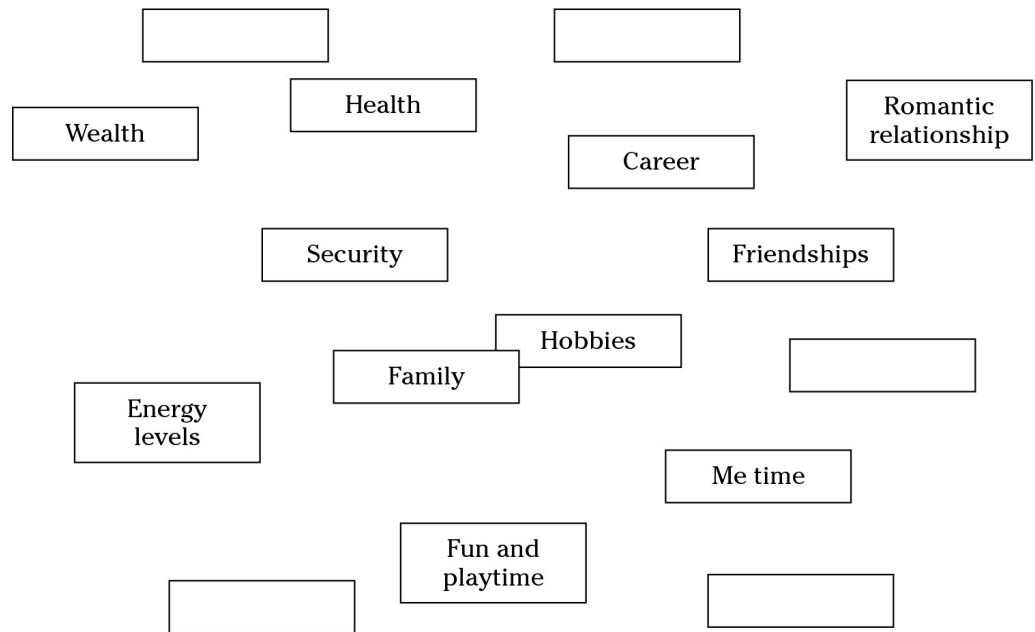 Health
Wealth
Romantic
relationship
Career
Security
Friendships
Hobbies
Family
Energy
levels
Me time
Fun and
playtime